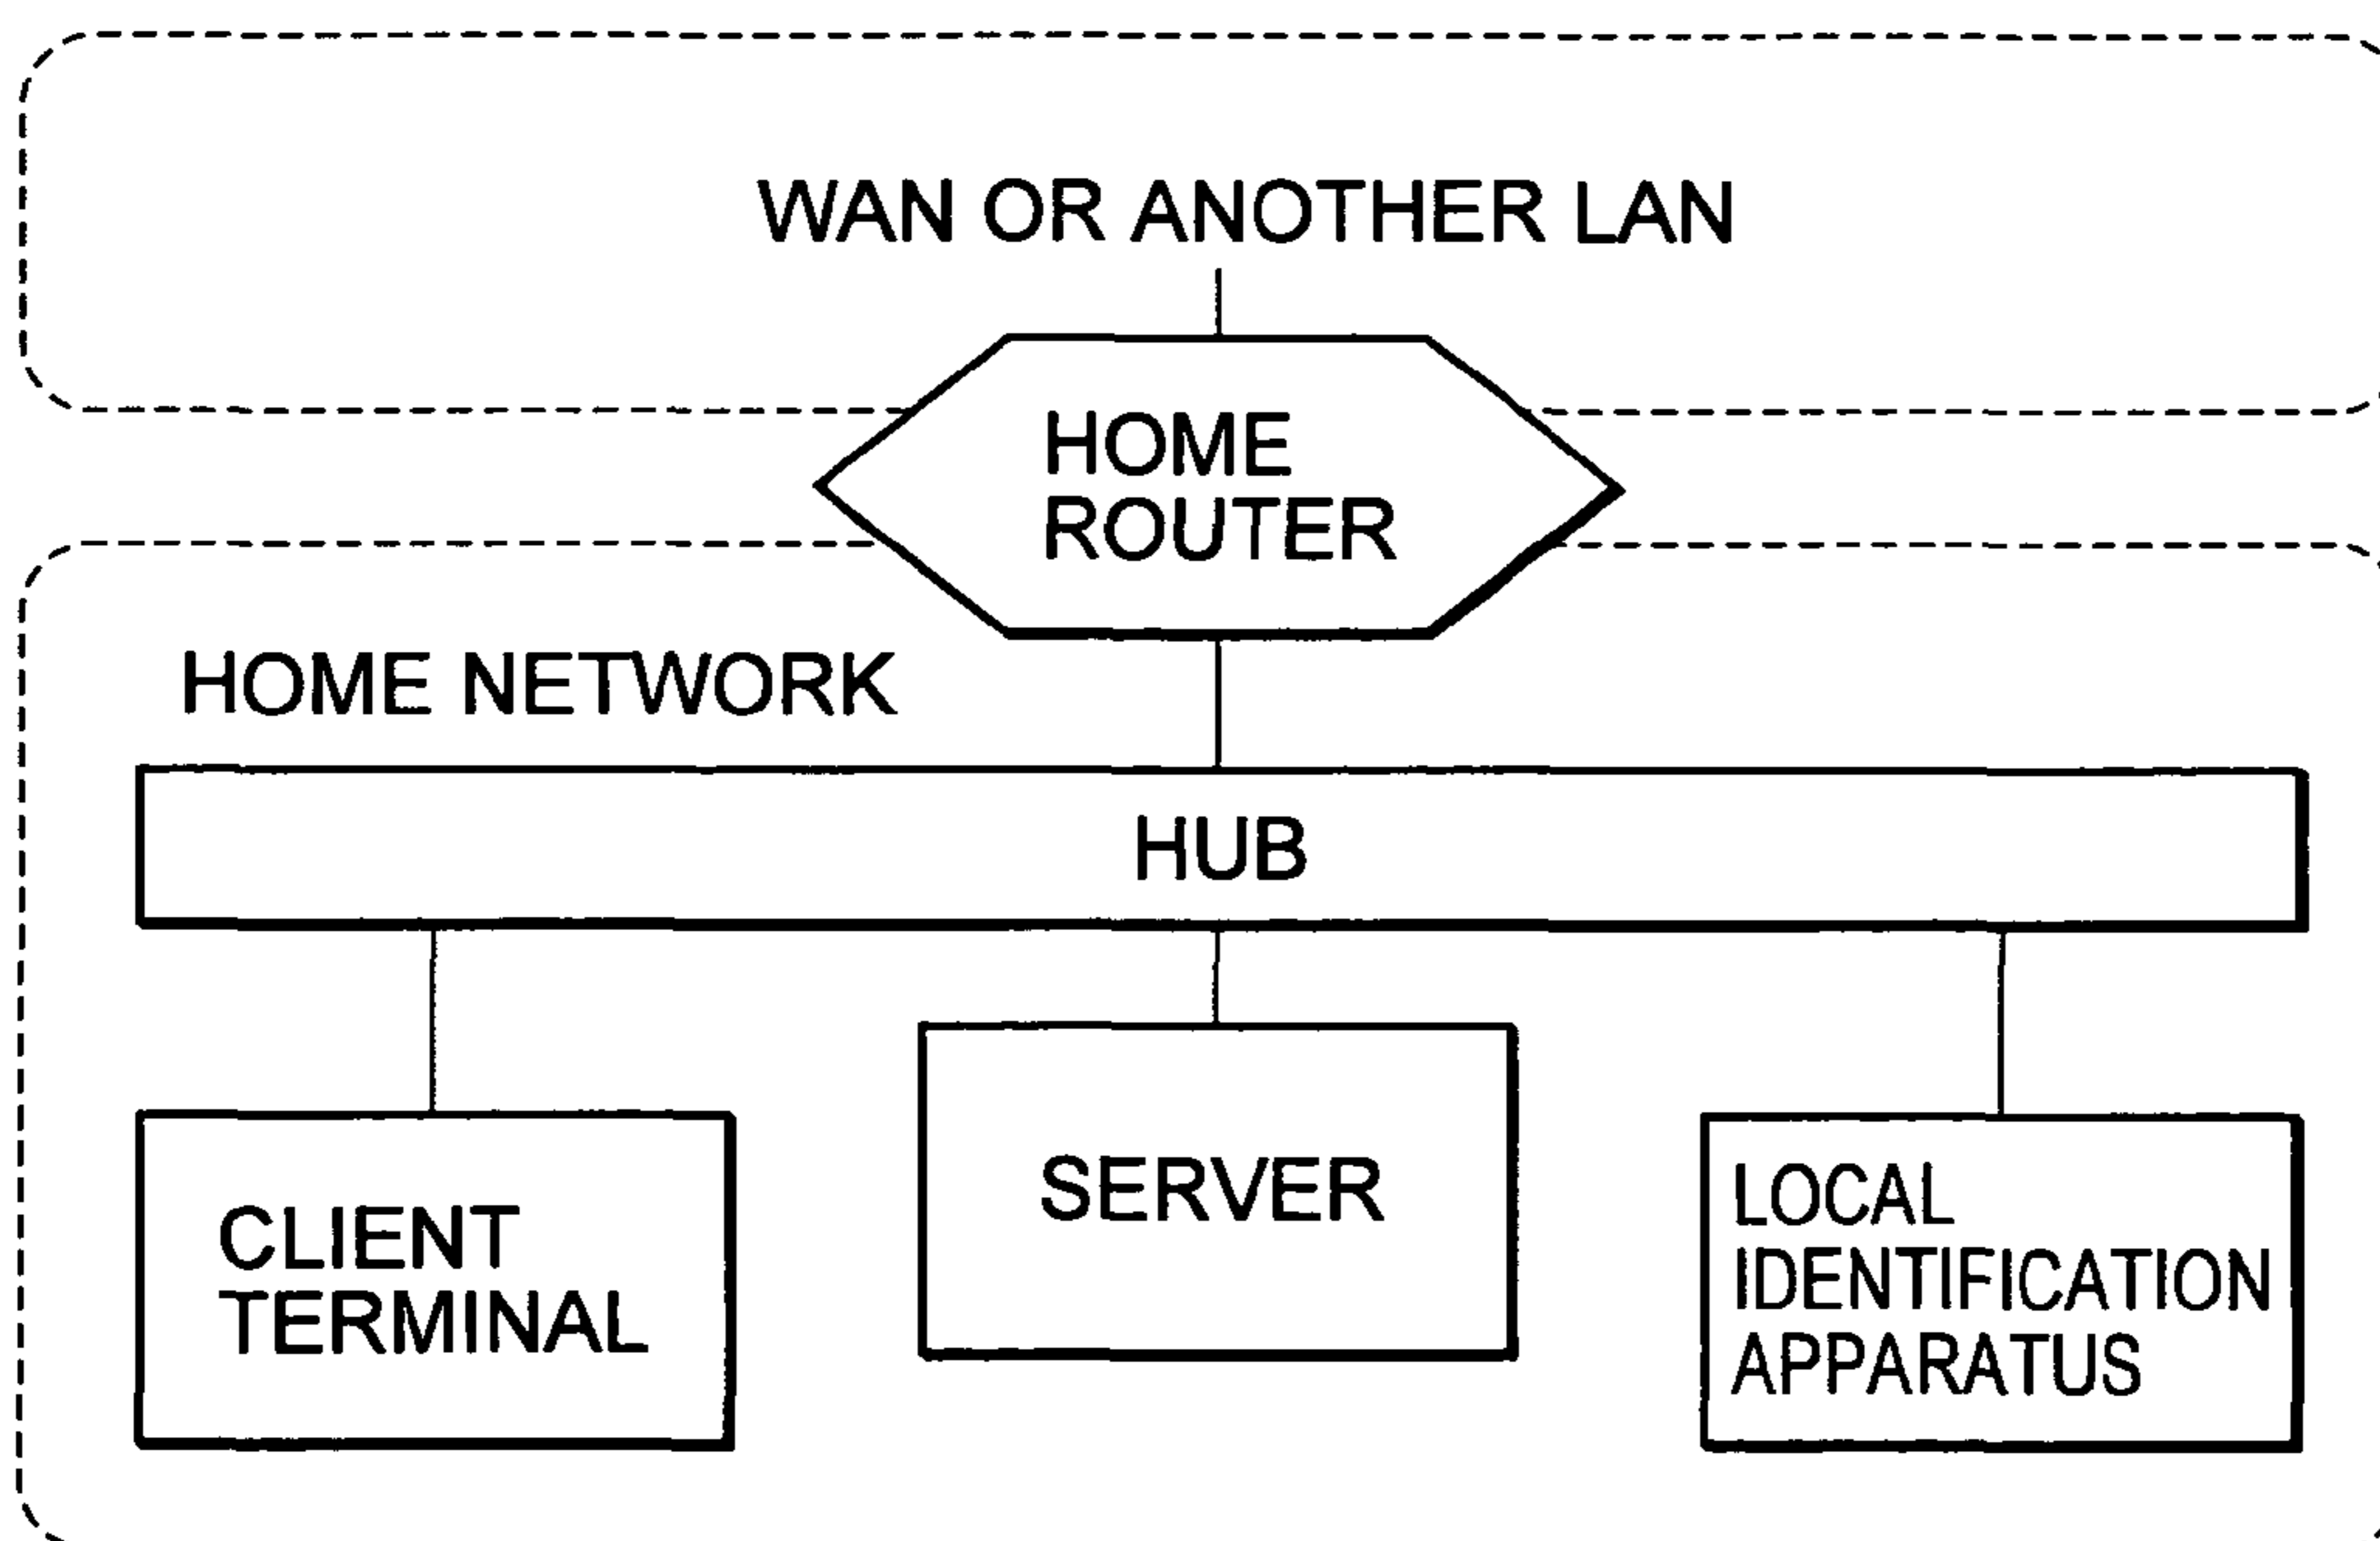 WAN OR ANOTHER LAN
HOME
ROUTER
HOME NETWORK
HUB
CLIENT
TERMINAL
SERVER
LOCAL
IDENTIFICATION
APPARATUS